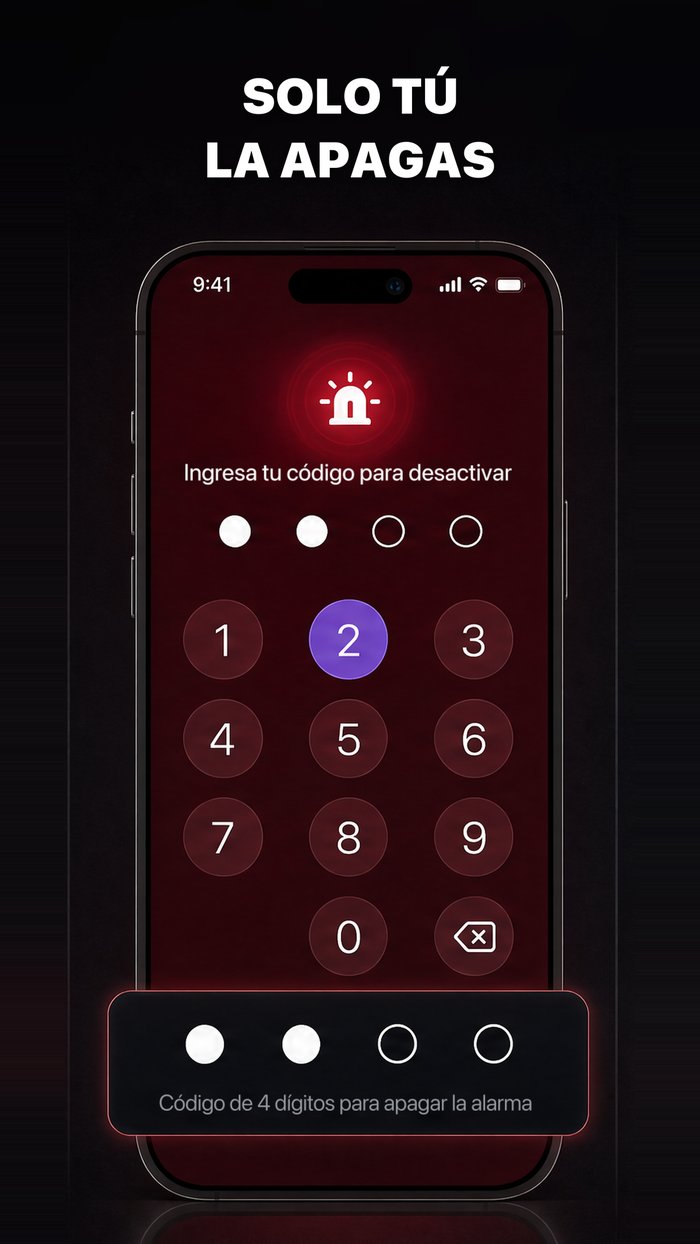 SOLO TÚ
LA APAGAS
9:41
Ingresa tu código para desactivar
1 2 3
4 5 6
7 8 9
0
Código de 4 dígitos para apagar la alarma